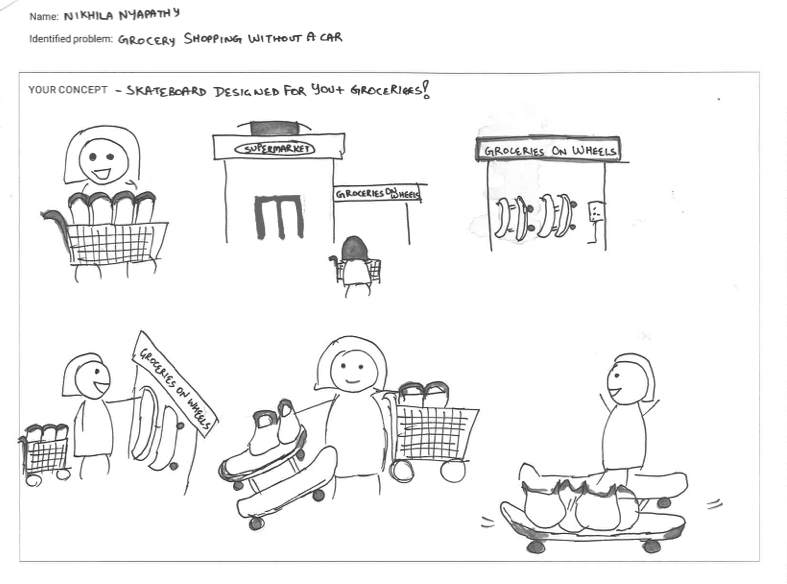 Name: NIKHILA NYAPATHY
Identified problem: GROCERY SHOPPING WITHOUT A CAR
YOUR CONCEPT - SKATEBOARD DESIGNED FOR YOU + GROCERIES!
SUPERMARKET
GROCERIES ON WHEELS
GROCERIES ON WHEELS
GROCERIES ON WHEELS